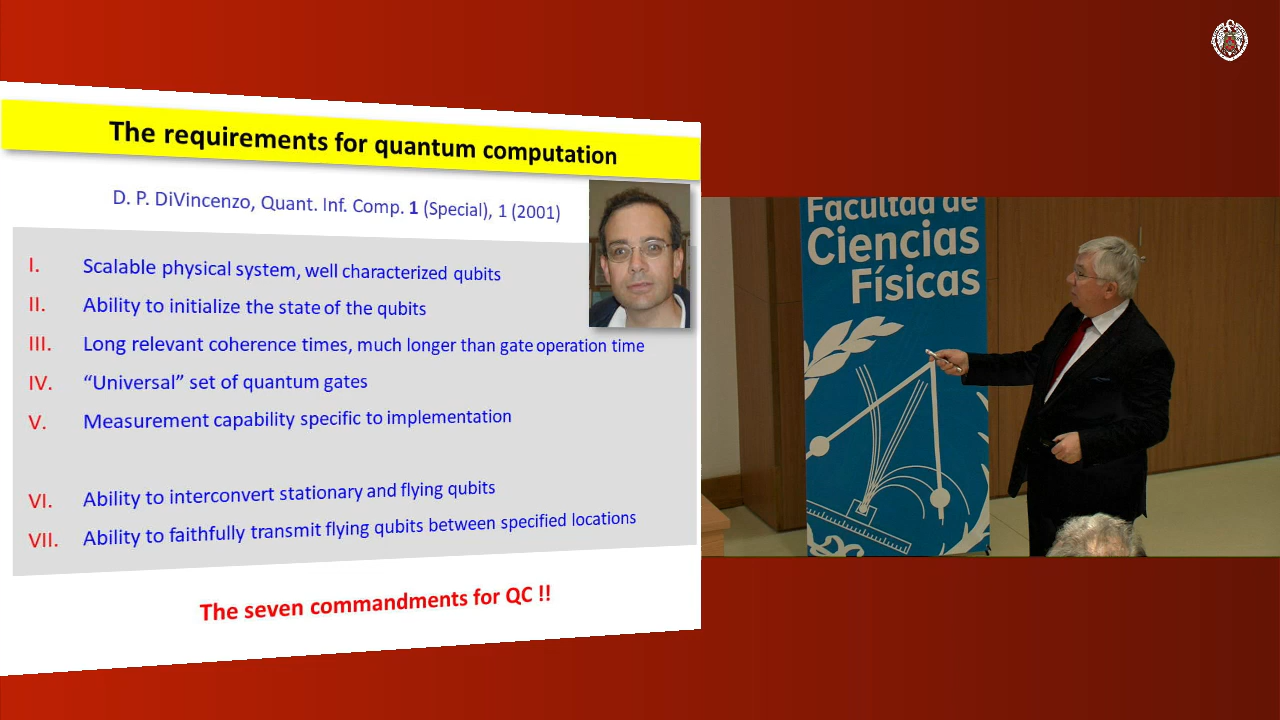 The requirements for quantum computation
D. P. DiVincenzo, Quant. Inf. Comp. 1 (Special), 1 (2001)
I. Scalable physical system, well characterized qubits
II. Ability to initialize the state of the qubits
III. Long relevant coherence times, much longer than gate operation time
IV. “Universal” set of quantum gates
V. Measurement capability specific to implementation
VI. Ability to interconvert stationary and flying qubits
VII. Ability to faithfully transmit flying qubits between specified locations
The seven commandments for QC !!
Facultad de
Ciencias
Físicas